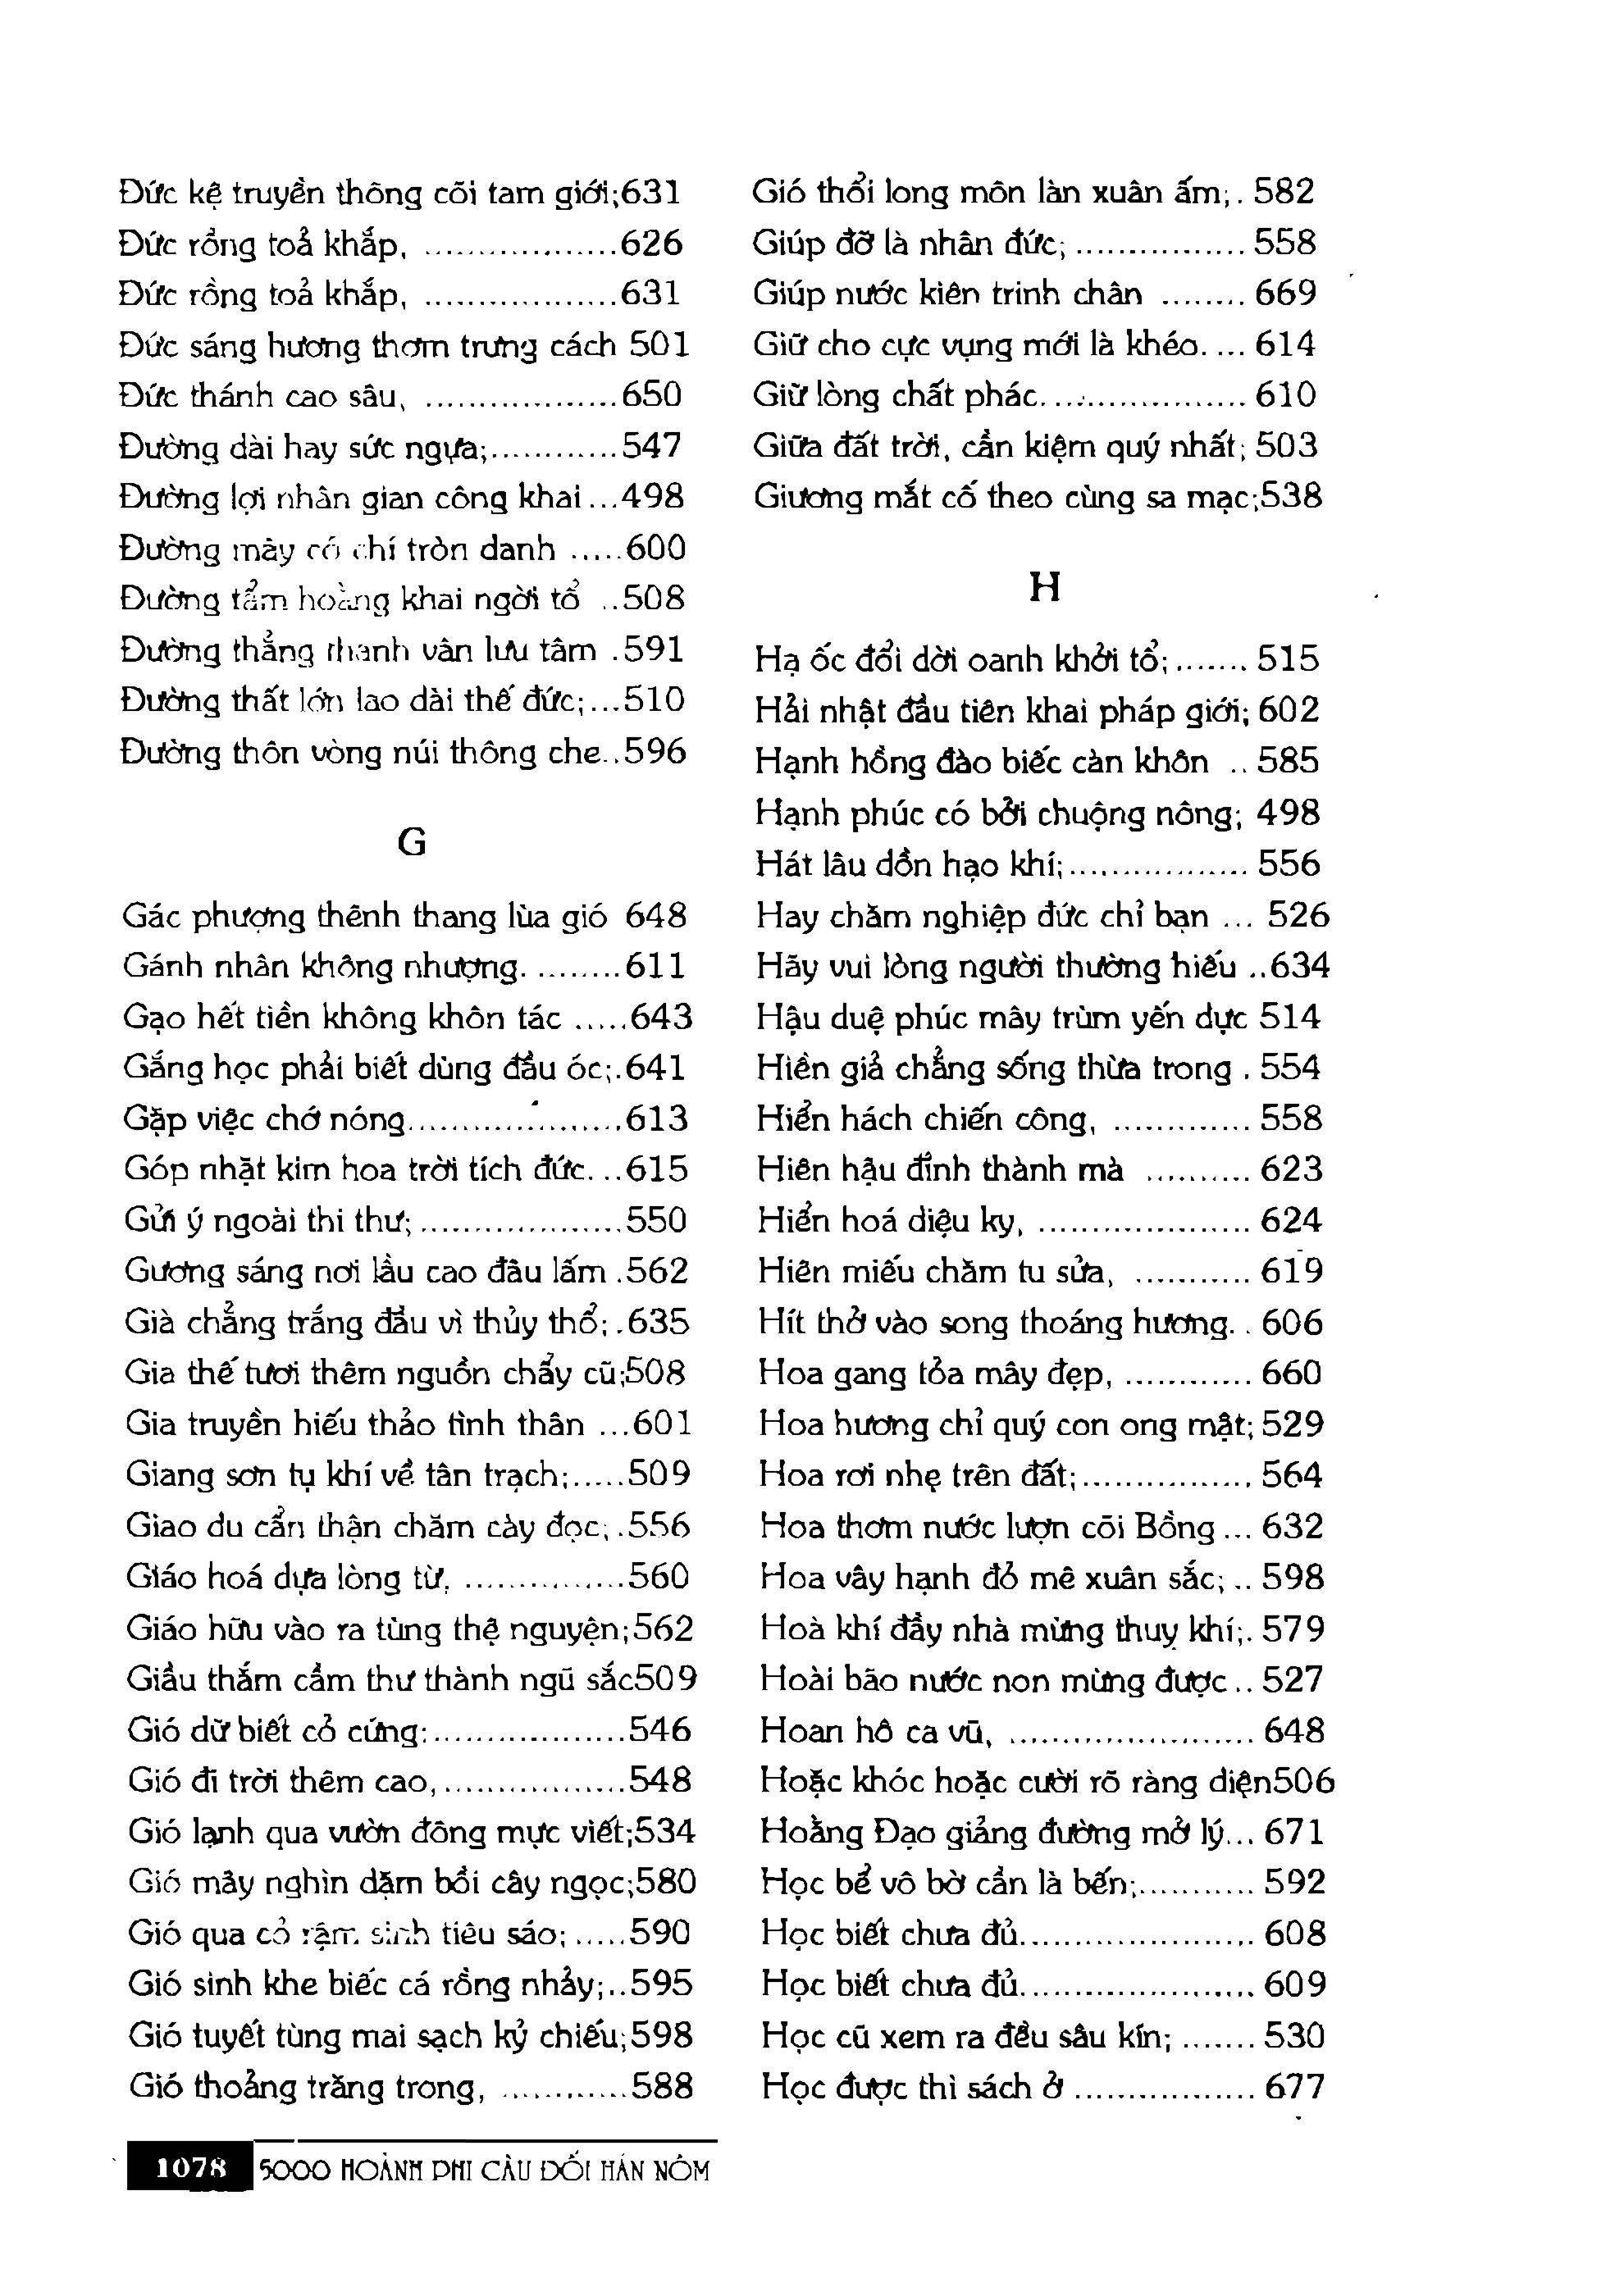 Đức kệ truyền thông cõi tam giới;631
Đức rồng toả khắp, ..................626
Đức rồng toả khắp, ..................631
Đức sáng hương thơm trưng cách 501
Đức thánh cao sâu, ..................650
Đường dài hay sức ngựa;............547
Đường lợi nhân gian công khai ...498
Đường mây có chí tròn danh .....600
Đường tẩm hoằng khai ngời tổ ..508
Đường thẳng thanh vân lưu tâm .591
Đường thất lớn lao dài thế đức;...510
Đường thôn vòng núi thông che..596
G
Gác phượng thênh thang lùa gió 648
Gánh nhân không nhượng. .........611
Gạo hết tiền không khôn tác .....643
Gắng học phải biết dùng đầu óc;.641
Gặp việc chớ nóng.....................613
Góp nhặt kim hoa trời tích đức. ..615
Gửi ý ngoài thi thư;...................550
Gương sáng nơi lầu cao đâu lấm .562
Già chẳng trắng đầu vì thủy thổ;.635
Gia thế tươi thêm nguồn chẩy cũ;508
Gia truyền hiếu thảo tình thân ...601
Giang sơn tụ khí về tân trạch;.....509
Giao du cẩn thận chăm cày đọc;.556
Giáo hoá dựa lòng từ, ...............560
Giáo hữu vào ra tùng thệ nguyện;562
Giầu thắm cầm thư thành ngũ sắc509
Gió dữ biết cỏ cứng;..................546
Gió đi trời thêm cao,.................548
Gió lạnh qua vườn đông mực viết;534
Gió mây nghìn dặm bồi cây ngọc;580
Gió qua cỏ rậm sinh tiêu sáo;.....590
Gió sinh khe biếc cá rồng nhảy;..595
Gió tuyết tùng mai sạch kỷ chiếu;598
Gió thoảng trăng trong, ............588
Gió thổi long môn làn xuân ấm;. 582
Giúp đỡ là nhân đức;................ 558
Giúp nước kiên trinh chân ........ 669
Giữ cho cực vụng mới là khéo. ... 614
Giữ lòng chất phác.................... 610
Giữa đất trời, cần kiệm quý nhất; 503
Giương mắt cố theo cùng sa mạc;538
H
Hạ ốc đổi dời oanh khởi tổ;....... 515
Hải nhật đầu tiên khai pháp giới; 602
Hạnh hồng đào biếc càn khôn .. 585
Hạnh phúc có bởi chuộng nông; 498
Hát lâu dồn hạo khí;................. 556
Hay chăm nghiệp đức chỉ bạn ... 526
Hãy vui lòng người thường hiếu ..634
Hậu duệ phúc mây trùm yến dực 514
Hiền giả chẳng sống thừa trong . 554
Hiển hách chiến công, ............. 558
Hiên hậu đỉnh thành mà .......... 623
Hiển hoá diệu kỳ, .................... 624
Hiên miếu chăm tu sửa, ........... 619
Hít thở vào song thoáng hương. . 606
Hoa gang tỏa mây đẹp, ............ 660
Hoa hương chỉ quý con ong mật; 529
Hoa rơi nhẹ trên đất;................ 564
Hoa thơm nước lượn cõi Bồng ... 632
Hoa vây hạnh đỏ mê xuân sắc; .. 598
Hoà khí đầy nhà mừng thuỵ khí;. 579
Hoài bão nước non mừng được .. 527
Hoan hô ca vũ, ....................... 648
Hoặc khóc hoặc cười rõ ràng diện506
Hoằng Đạo giảng đường mở lý... 671
Học bể vô bờ cần là bến;........... 592
Học biết chưa đủ...................... 608
Học biết chưa đủ...................... 609
Học cũ xem ra đều sâu kín; ....... 530
Học được thì sách ở ................. 677
1078 5000 HOÀNH PHI CÂU ĐỐI HÁN NÔM